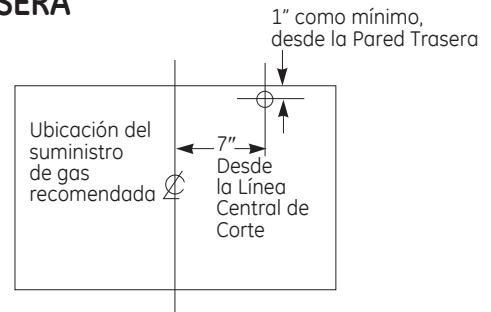 SERA
1" como mínimo,
desde la Pared Trasera
Ubicación del
suministro
de gas
recomendada
℄
7"
Desde
la Línea
Central de
Corte